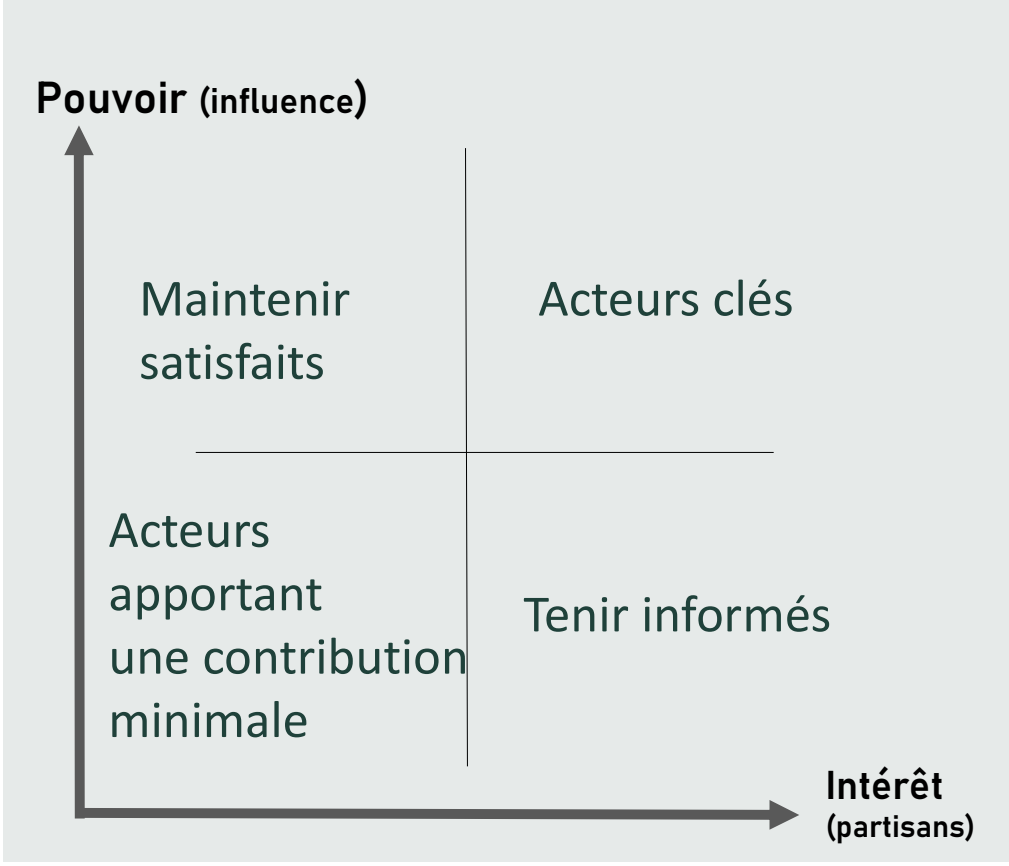 Pouvoir (influence)
Maintenir
satisfaits
Acteurs clés
Acteurs
apportant
une contribution
minimale
Tenir informés
Intérêt
(partisans)